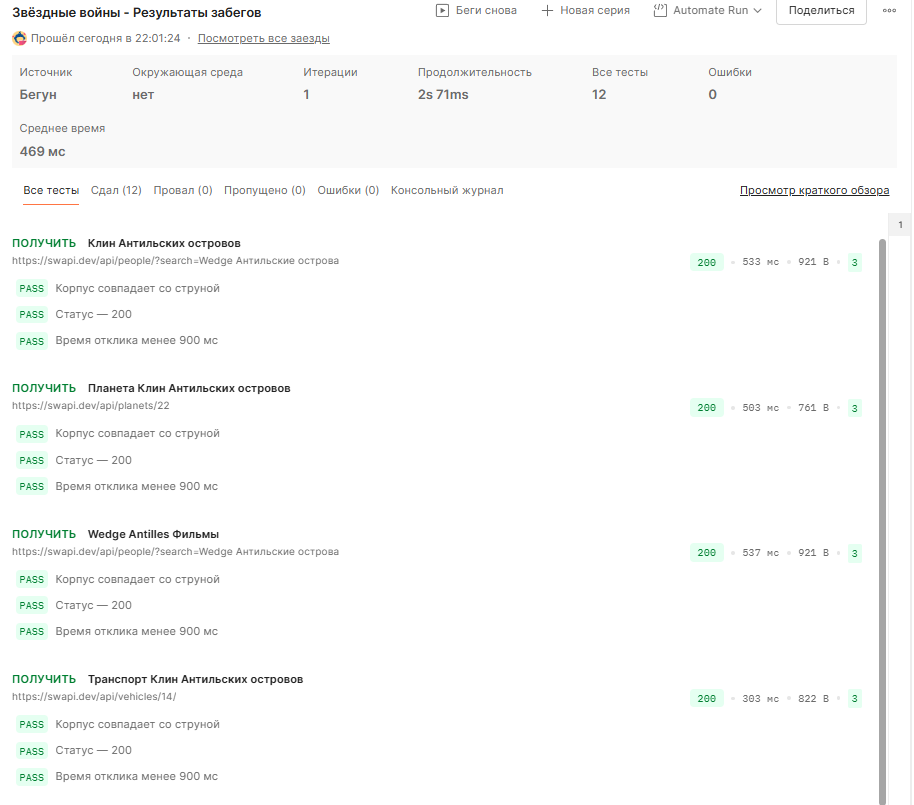 Звёздные войны - Результаты забегов
Беги снова
Новая серия
Automate Run
Поделиться
Прошёл сегодня в 22:01:24 · Посмотреть все заезды
Источник Окружающая среда Итерации Продолжительность Все тесты Ошибки
Бегун нет 1 2s 71ms 12 0
Среднее время
469 мс
Все тесты Сдал (12) Провал (0) Пропущено (0) Ошибки (0) Консольный журнал Просмотр краткого обзора
1
ПОЛУЧИТЬ Клин Антильских островов
https://swapi.dev/api/people/?search=Wedge Антильские острова
200 • 533 мс • 921 B • 3
PASS Корпус совпадает со струной
PASS Статус — 200
PASS Время отклика менее 900 мс
ПОЛУЧИТЬ Планета Клин Антильских островов
https://swapi.dev/api/planets/22
200 • 503 мс • 761 B • 3
PASS Корпус совпадает со струной
PASS Статус — 200
PASS Время отклика менее 900 мс
ПОЛУЧИТЬ Wedge Antilles Фильмы
https://swapi.dev/api/people/?search=Wedge Антильские острова
200 • 537 мс • 921 B • 3
PASS Корпус совпадает со струной
PASS Статус — 200
PASS Время отклика менее 900 мс
ПОЛУЧИТЬ Транспорт Клин Антильских островов
https://swapi.dev/api/vehicles/14/
200 • 303 мс • 822 B • 3
PASS Корпус совпадает со струной
PASS Статус — 200
PASS Время отклика менее 900 мс